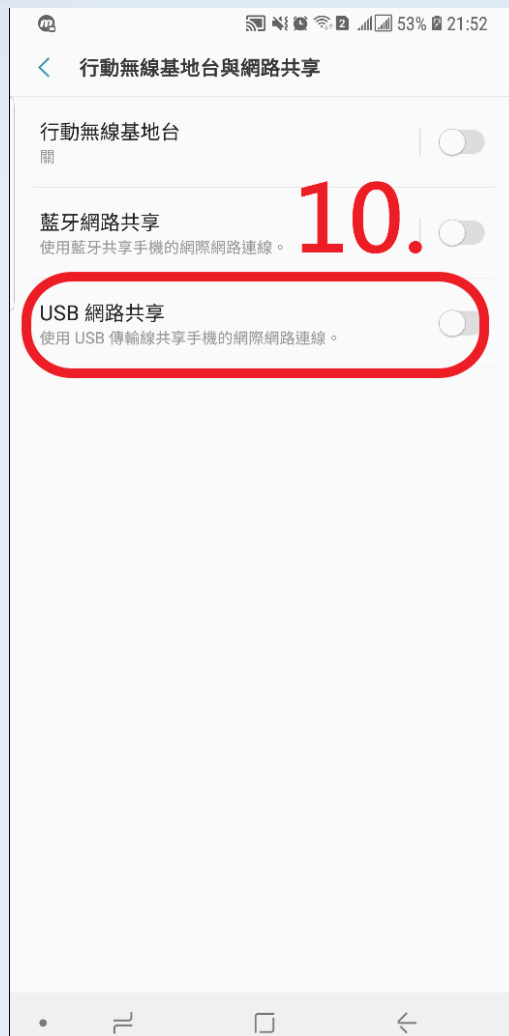 2 53% 21:52
行動無線基地台與網路共享
行動無線基地台
關
藍牙網路共享
使用藍牙共享手機的網際網路連線。
10.
USB 網路共享
使用 USB 傳輸線共享手機的網際網路連線。